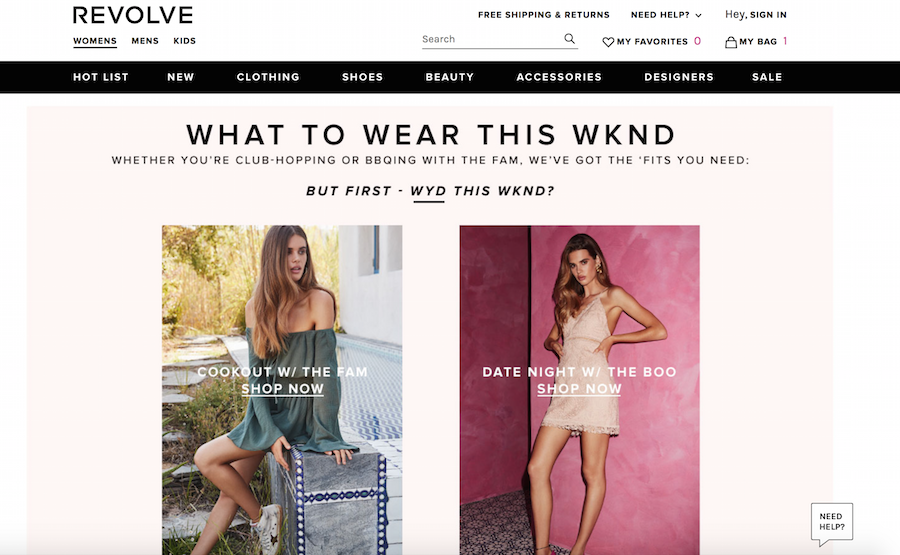 REVOLVE
FREE SHIPPING & RETURNS NEED HELP? Hey, SIGN IN
WOMENS MENS KIDS
Search MY FAVORITES 0 MY BAG 1
HOT LIST NEW CLOTHING SHOES BEAUTY ACCESSORIES DESIGNERS SALE
WHAT TO WEAR THIS WKND
WHETHER YOU'RE CLUB-HOPPING OR BBQING WITH THE FAM, WE'VE GOT THE 'FITS YOU NEED:
BUT FIRST - WYD THIS WKND?
COOKOUT W/ THE FAM
SHOP NOW
DATE NIGHT W/ THE BOO
SHOP NOW
NEED
HELP?